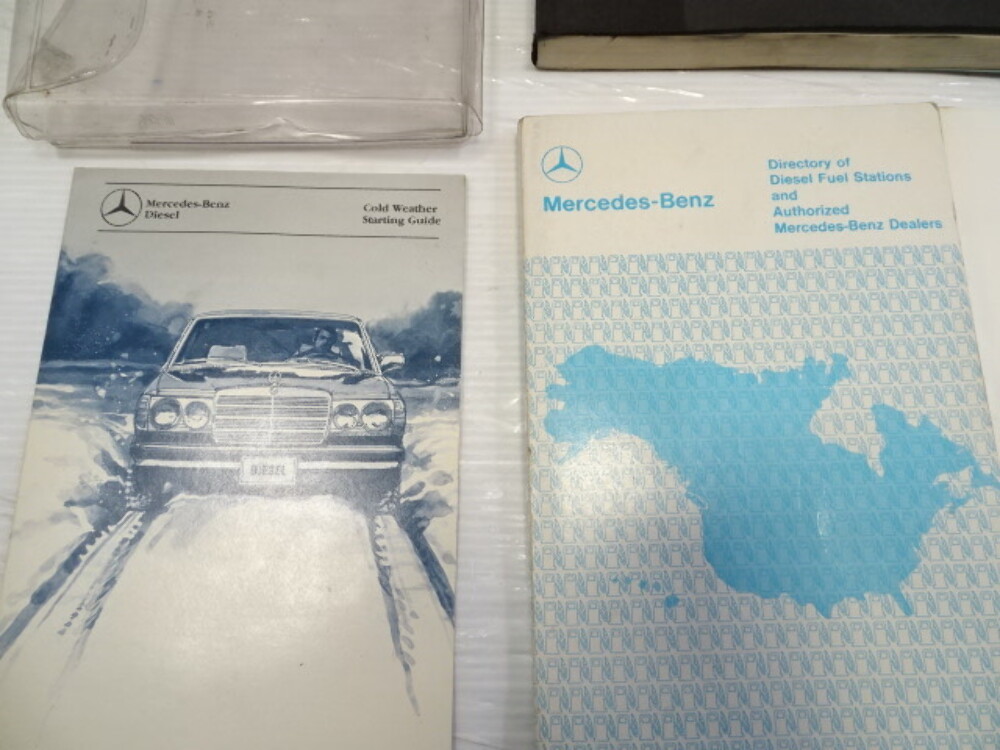 Mercedes-Benz
Diesel
Cold Weather
Starting Guide
DIESEL
Mercedes-Benz
Directory of
Diesel Fuel Stations
and
Authorized
Mercedes-Benz Dealers